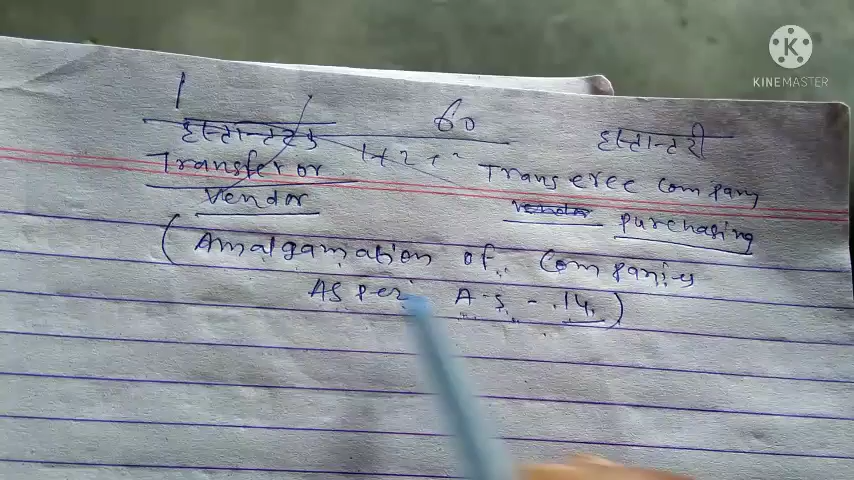 KINEMASTER
1
60
हस्तान्तरक हस्तान्तरी
Transferor 1+2+ Transeree Company
Vendor vendor purchasing
(Amalgamation of Companies
As per A-S-14.)